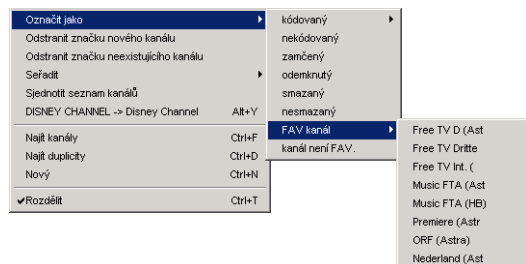 Označit jako
Odstranit značku nového kanálu
Odstranit značku neexistujícího kanálu
Seřadit
Sjednotit seznam kanálů
DISNEY CHANNEL -> Disney Channel Alt+Y
Najít kanály Ctrl+F
Najít duplicity Ctrl+D
Nový Ctrl+N
Rozdělit Ctrl+T
kódovaný
nekódovaný
zamčený
odemknutý
smazaný
nesmazaný
FAV kanál
kanál není FAV.
Free TV D (Ast
Free TV Dritte
Free TV Int. (
Music FTA (Ast
Music FTA (HB)
Premiere (Astr
ORF (Astra)
Nederland (Ast